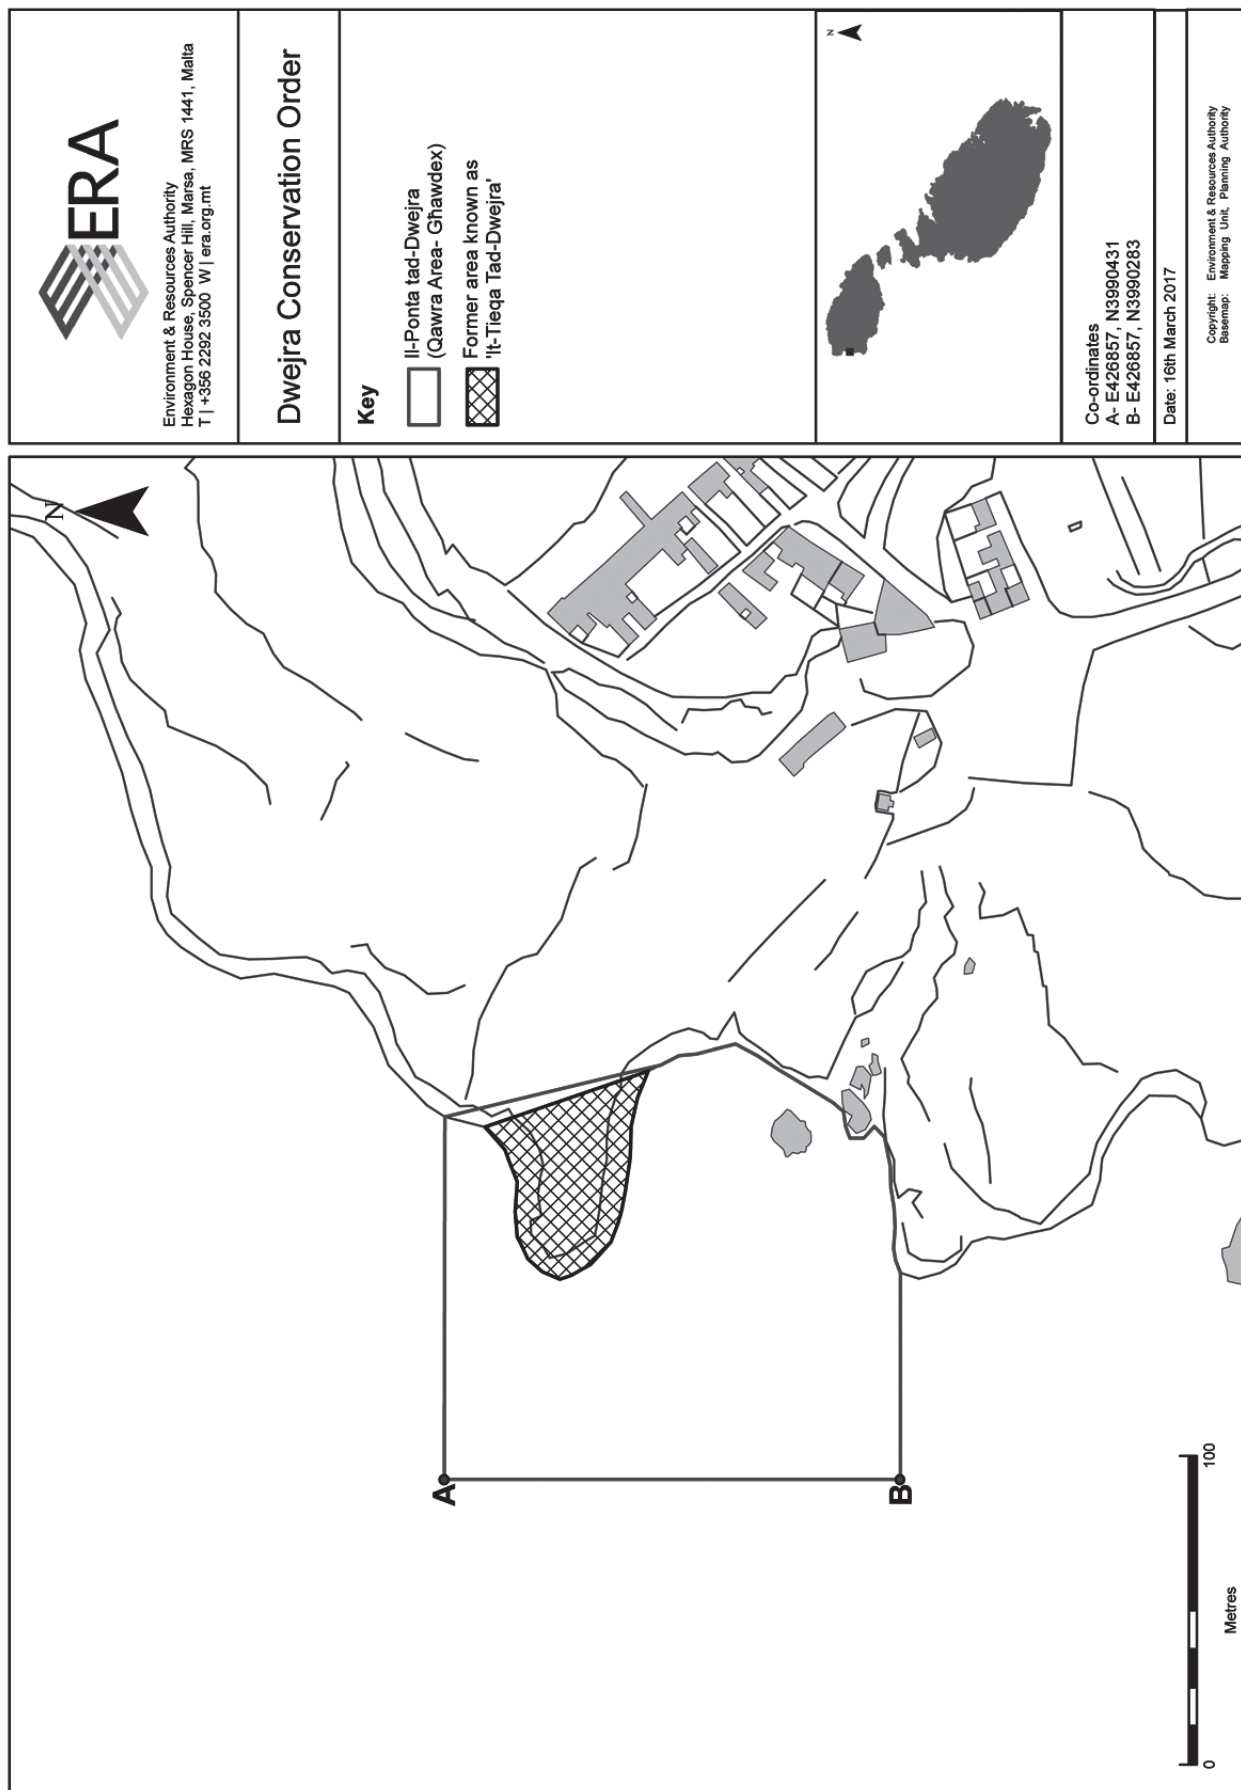 ERA
Environment & Resources Authority
Hexagon House, Spencer Hill, Marsa, MRS 1441, Malta
T | +356 2292 3500 W | era.org.mt
Dwejra Conservation Order
Key
Il-Ponta tad-Dwejra
(Qawra Area- Għawdex)
Former area known as
'It-Tieqa Tad-Dwejra'
N
Co-ordinates
A- E426857, N3990431
B- E426857, N3990283
Date: 16th March 2017
Copyright: Environment & Resources Authority
Basemap: Mapping Unit, Planning Authority
N
A
B
0
100
Metres